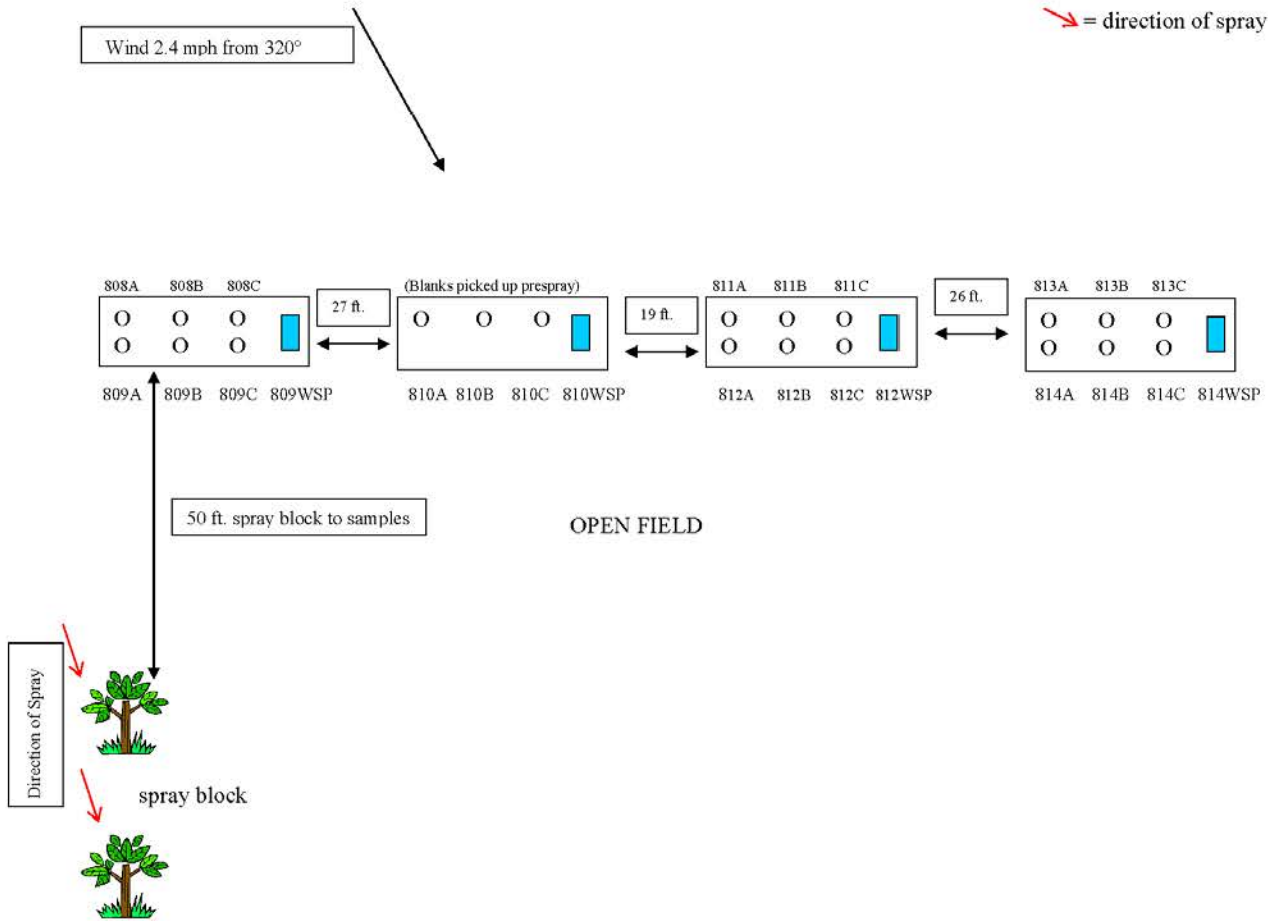 = direction of spray
Wind 2.4 mph from 320°
808A 808B 808C
(Blanks picked up prespray)
811A 811B 811C
813A 813B 813C
27 ft.
19 ft.
26 ft.
809A 809B 809C 809WSP
810A 810B 810C 810WSP
812A 812B 812C 812WSP
814A 814B 814C 814WSP
50 ft. spray block to samples
OPEN FIELD
Direction of Spray
spray block